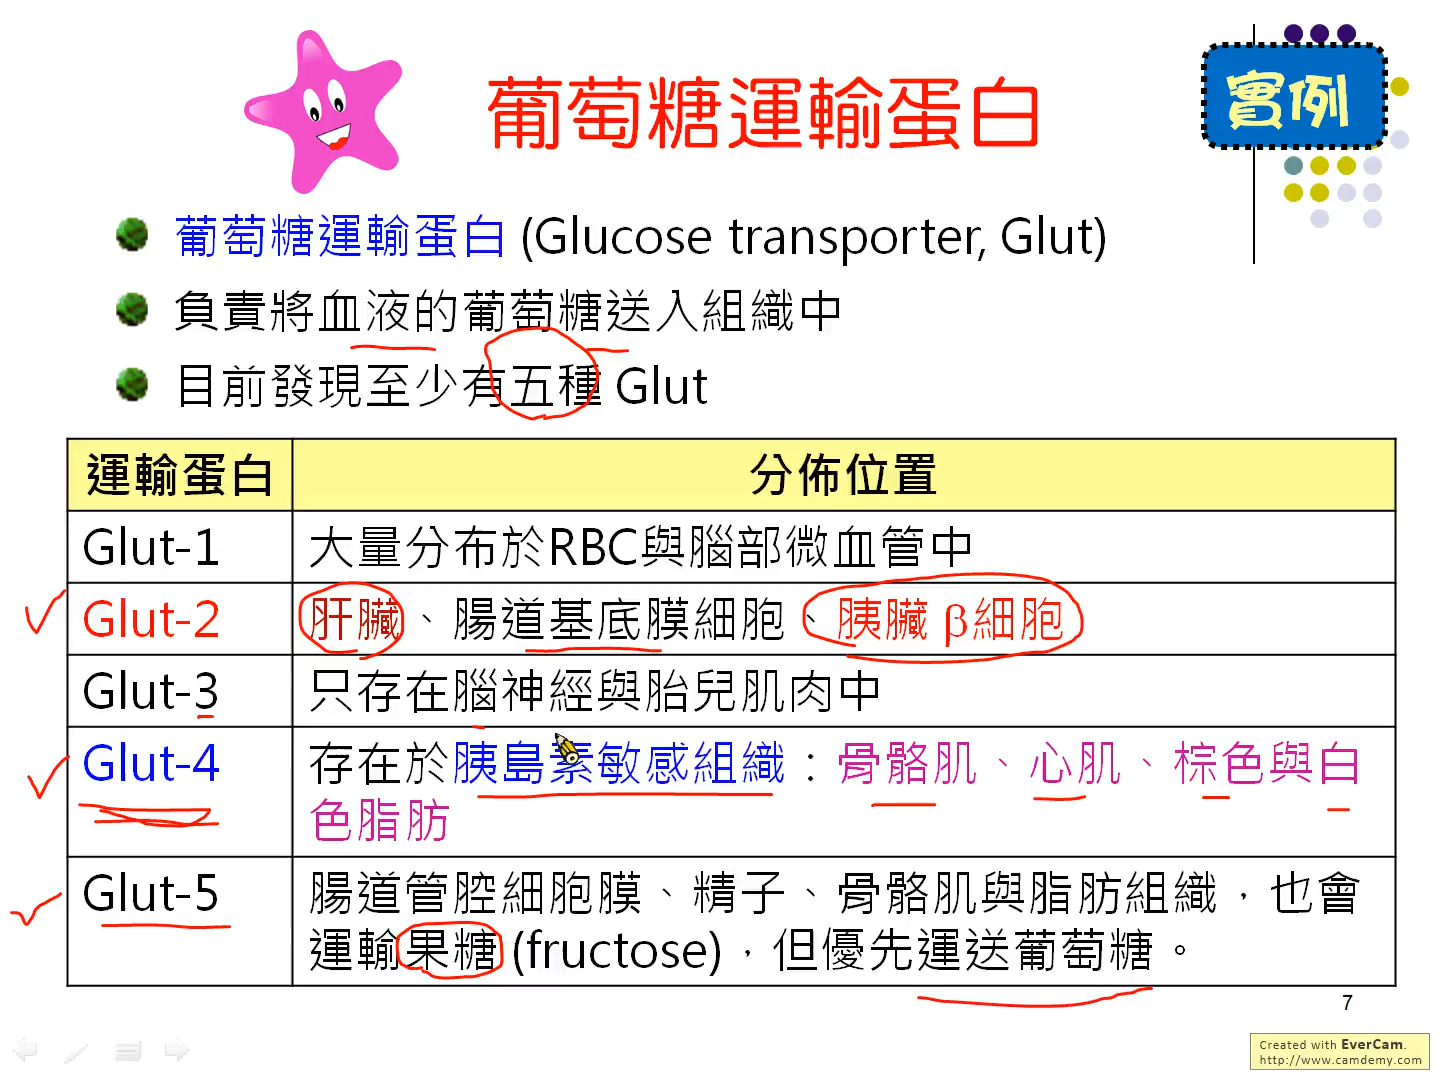 葡萄糖運輸蛋白
實例
葡萄糖運輸蛋白 (Glucose transporter, Glut)
負責將血液的葡萄糖送入組織中
目前發現至少有五種 Glut
運輸蛋白 分佈位置
Glut-1 大量分布於RBC與腦部微血管中
Glut-2 肝臟、腸道基底膜細胞、胰臟 β細胞
Glut-3 只存在腦神經與胎兒肌肉中
Glut-4 存在於胰島素敏感組織：骨骼肌、心肌、棕色與白
色脂肪
Glut-5 腸道管腔細胞膜、精子、骨骼肌與脂肪組織，也會
運輸果糖 (fructose)，但優先運送葡萄糖。
7
Created with EverCam.
http://www.camdemy.com